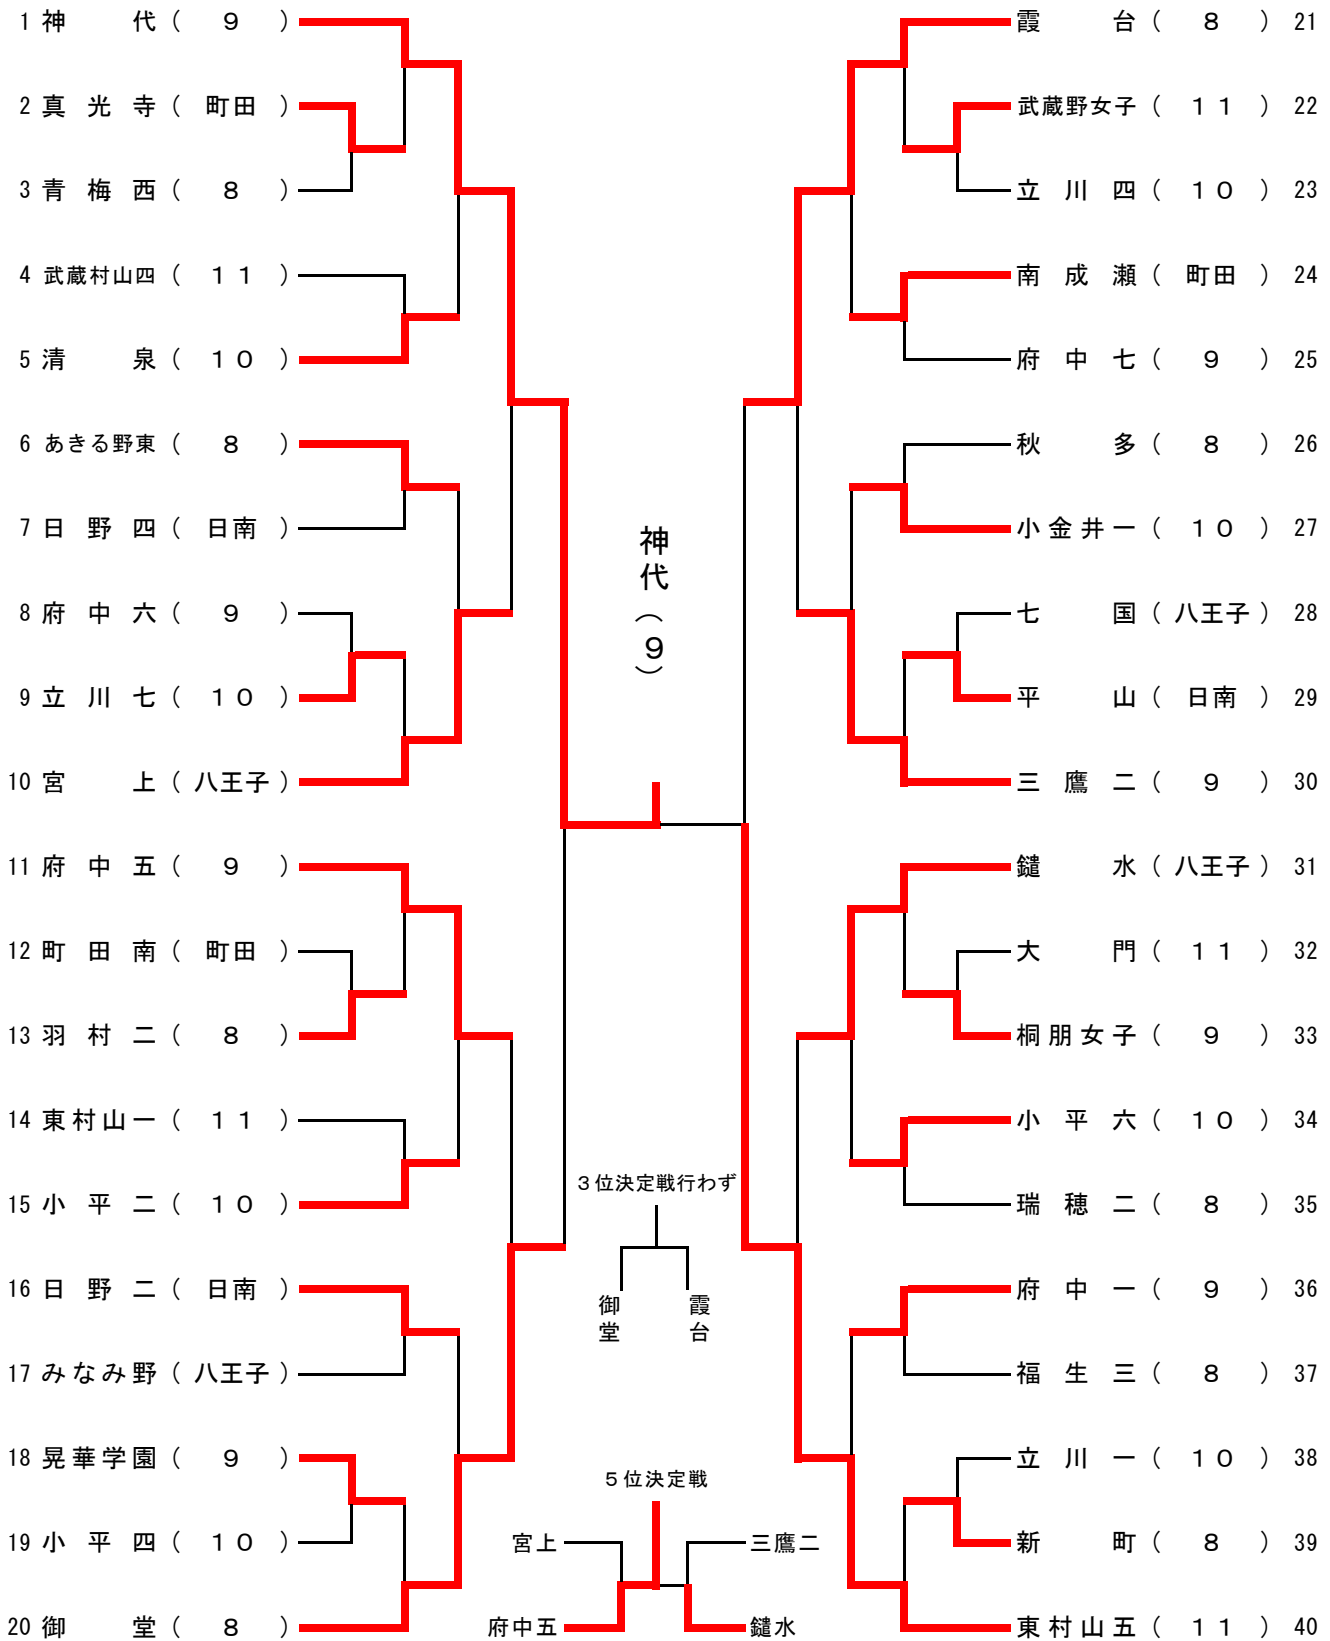 1 神代（ 9 ）
2 真光寺（ 町田 ）
3 青梅西（ 8 ）
4 武蔵村山四（ 11 ）
5 清泉（ 10 ）
6 あきる野東（ 8 ）
7 日野四（ 日南 ）
8 府中六（ 9 ）
9 立川七（ 10 ）
10 宮上（ 八王子 ）
11 府中五（ 9 ）
12 町田南（ 町田 ）
13 羽村二（ 8 ）
14 東村山一（ 11 ）
15 小平二（ 10 ）
16 日野二（ 日南 ）
17 みなみ野（ 八王子 ）
18 晃華学園（ 9 ）
19 小平四（ 10 ）
20 御堂（ 8 ）
神代（9）
3位決定戦行わず
御堂
霞台
5位決定戦
宮上
三鷹二
府中五
鑓水
霞台（ 8 ） 21
武蔵野女子（ 11 ） 22
立川四（ 10 ） 23
南成瀬（ 町田 ） 24
府中七（ 9 ） 25
秋多（ 8 ） 26
小金井一（ 10 ） 27
七国（ 八王子 ） 28
平山（ 日南 ） 29
三鷹二（ 9 ） 30
鑓水（ 八王子 ） 31
大門（ 11 ） 32
桐朋女子（ 9 ） 33
小平六（ 10 ） 34
瑞穂二（ 8 ） 35
府中一（ 9 ） 36
福生三（ 8 ） 37
立川一（ 10 ） 38
新町（ 8 ） 39
東村山五（ 11 ） 40